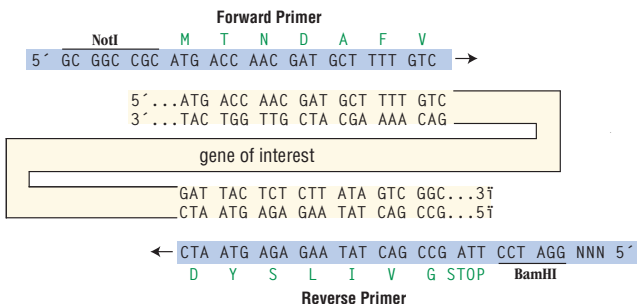 Forward Primer
NotI M T N D A F V
5´ GC GGC CGC ATG ACC AAC GAT GCT TTT GTC
5´...ATG ACC AAC GAT GCT TTT GTC
3´...TAC TGG TTG CTA CGA AAA CAG
gene of interest
GAT TAC TCT CTT ATA GTC GGC...3ï
CTA ATG AGA GAA TAT CAG CCG...5ï
CTA ATG AGA GAA TAT CAG CCG ATT CCT AGG NNN 5´
D Y S L I V G STOP BamHI
Reverse Primer